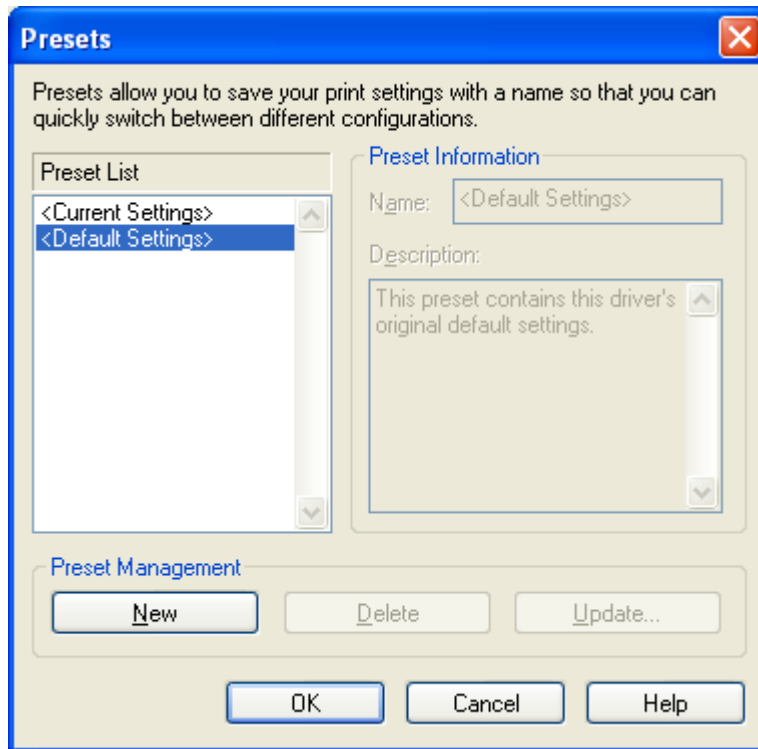 Presets
Presets allow you to save your print settings with a name so that you can
quickly switch between different configurations.
Preset List
<Current Settings>
<Default Settings>
Preset Information
Name: <Default Settings>
Description:
This preset contains this driver's
original default settings.
Preset Management
New Delete Update...
OK Cancel Help